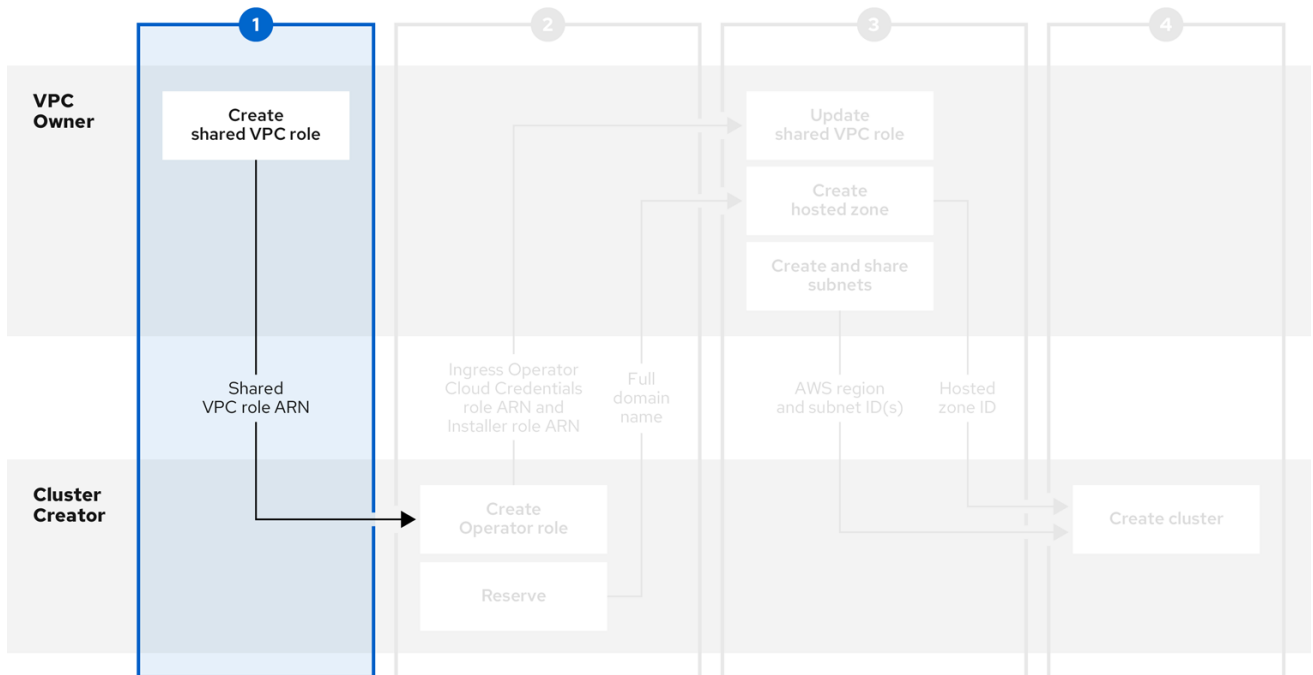 1
2
3
4
VPC
Owner
Create
shared VPC role
Update
shared VPC role
Create
hosted zone
Create and share
subnets
Shared
VPC role ARN
Ingress Operator
Cloud Credentials
role ARN and
Installer role ARN
Full
domain
name
AWS region
and subnet ID(s)
Hosted
zone ID
Cluster
Creator
Create
Operator role
Reserve
Create cluster